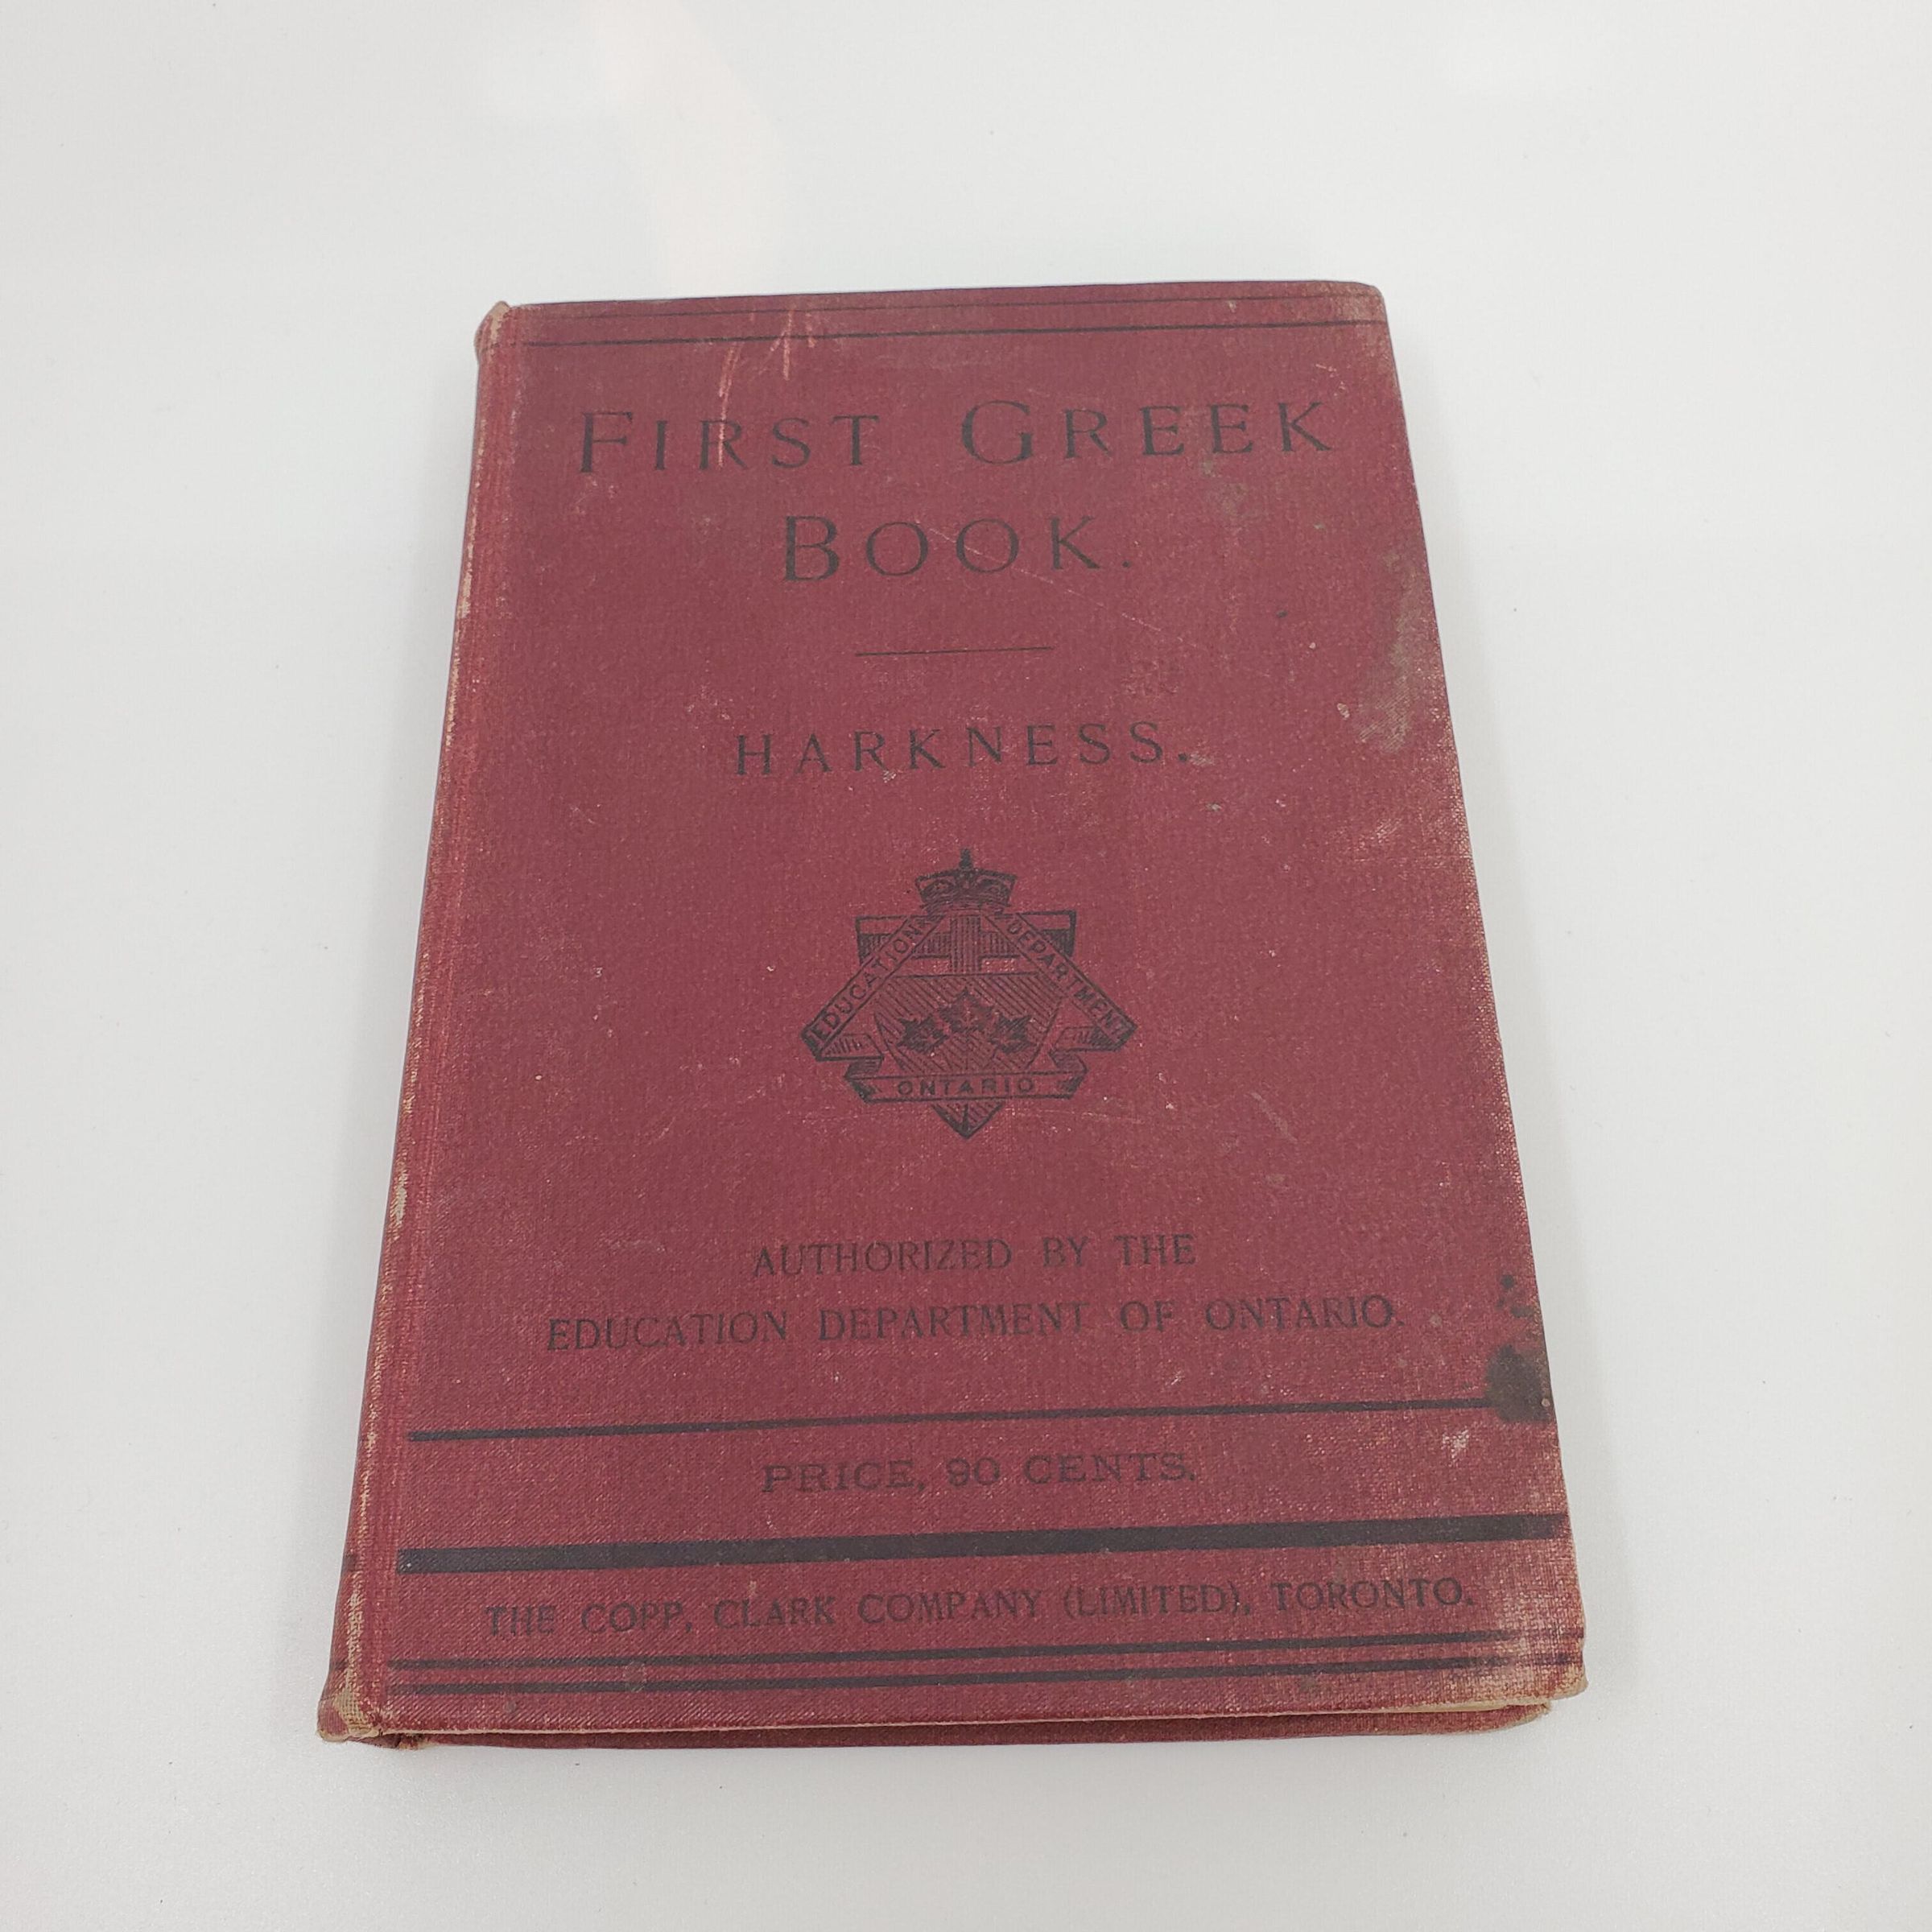 FIRST GREEK
BOOK.
HARKNESS.
EDUCATION DEPARTMENT
ONTARIO
AUTHORIZED BY THE
EDUCATION DEPARTMENT OF ONTARIO.
PRICE, 90 CENTS.
THE COPP, CLARK COMPANY (LIMITED), TORONTO.